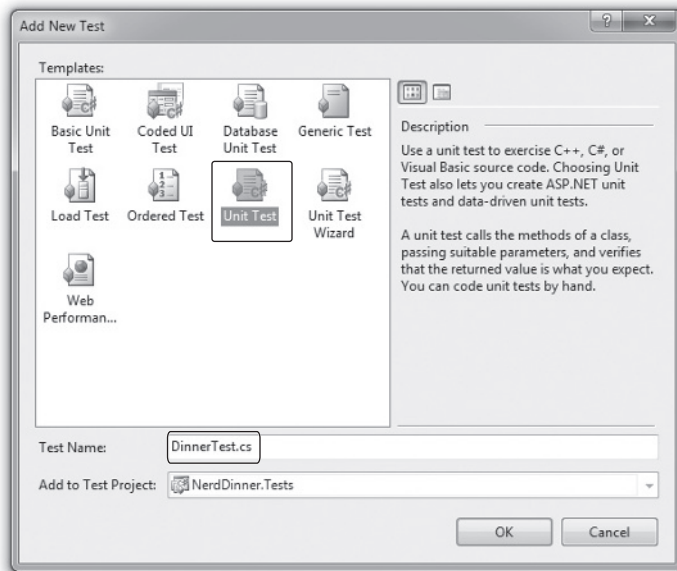 Add New Test
Templates:
Basic Unit
Test
Coded UI
Test
Database
Unit Test
Generic Test
Load Test
Ordered Test
Unit Test
Unit Test
Wizard
Web
Performan...
Description
Use a unit test to exercise C++, C#, or
Visual Basic source code. Choosing Unit
Test also lets you create ASP.NET unit
tests and data-driven unit tests.
A unit test calls the methods of a class,
passing suitable parameters, and verifies
that the returned value is what you expect.
You can code unit tests by hand.
Test Name:
DinnerTest.cs
Add to Test Project:
NerdDinner.Tests
OK
Cancel